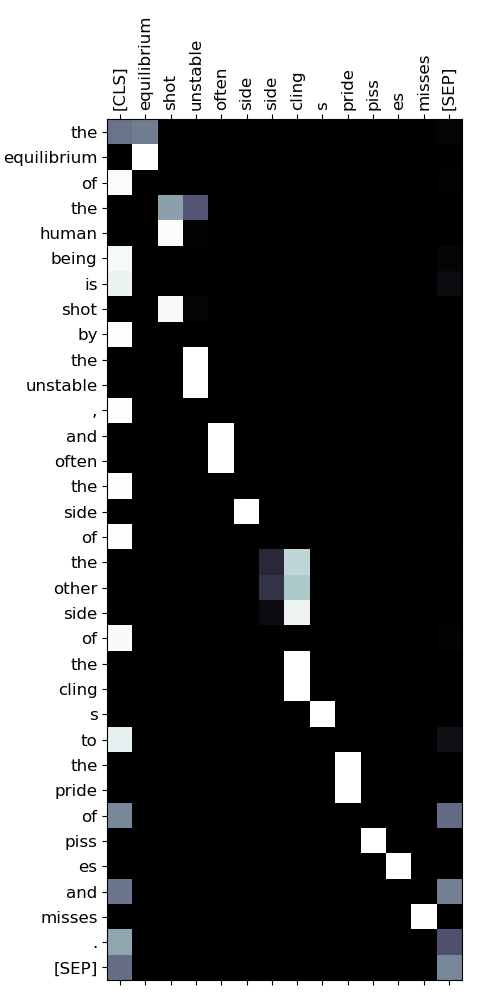 [CLS]
equilibrium
shot
unstable
often
side
side
cling
s
pride
piss
es
misses
[SEP]
the
equilibrium
of
the
human
being
is
shot
by
the
unstable
,
and
often
the
side
of
the
other
side
of
the
cling
s
to
the
pride
of
piss
es
and
misses
.
[SEP]